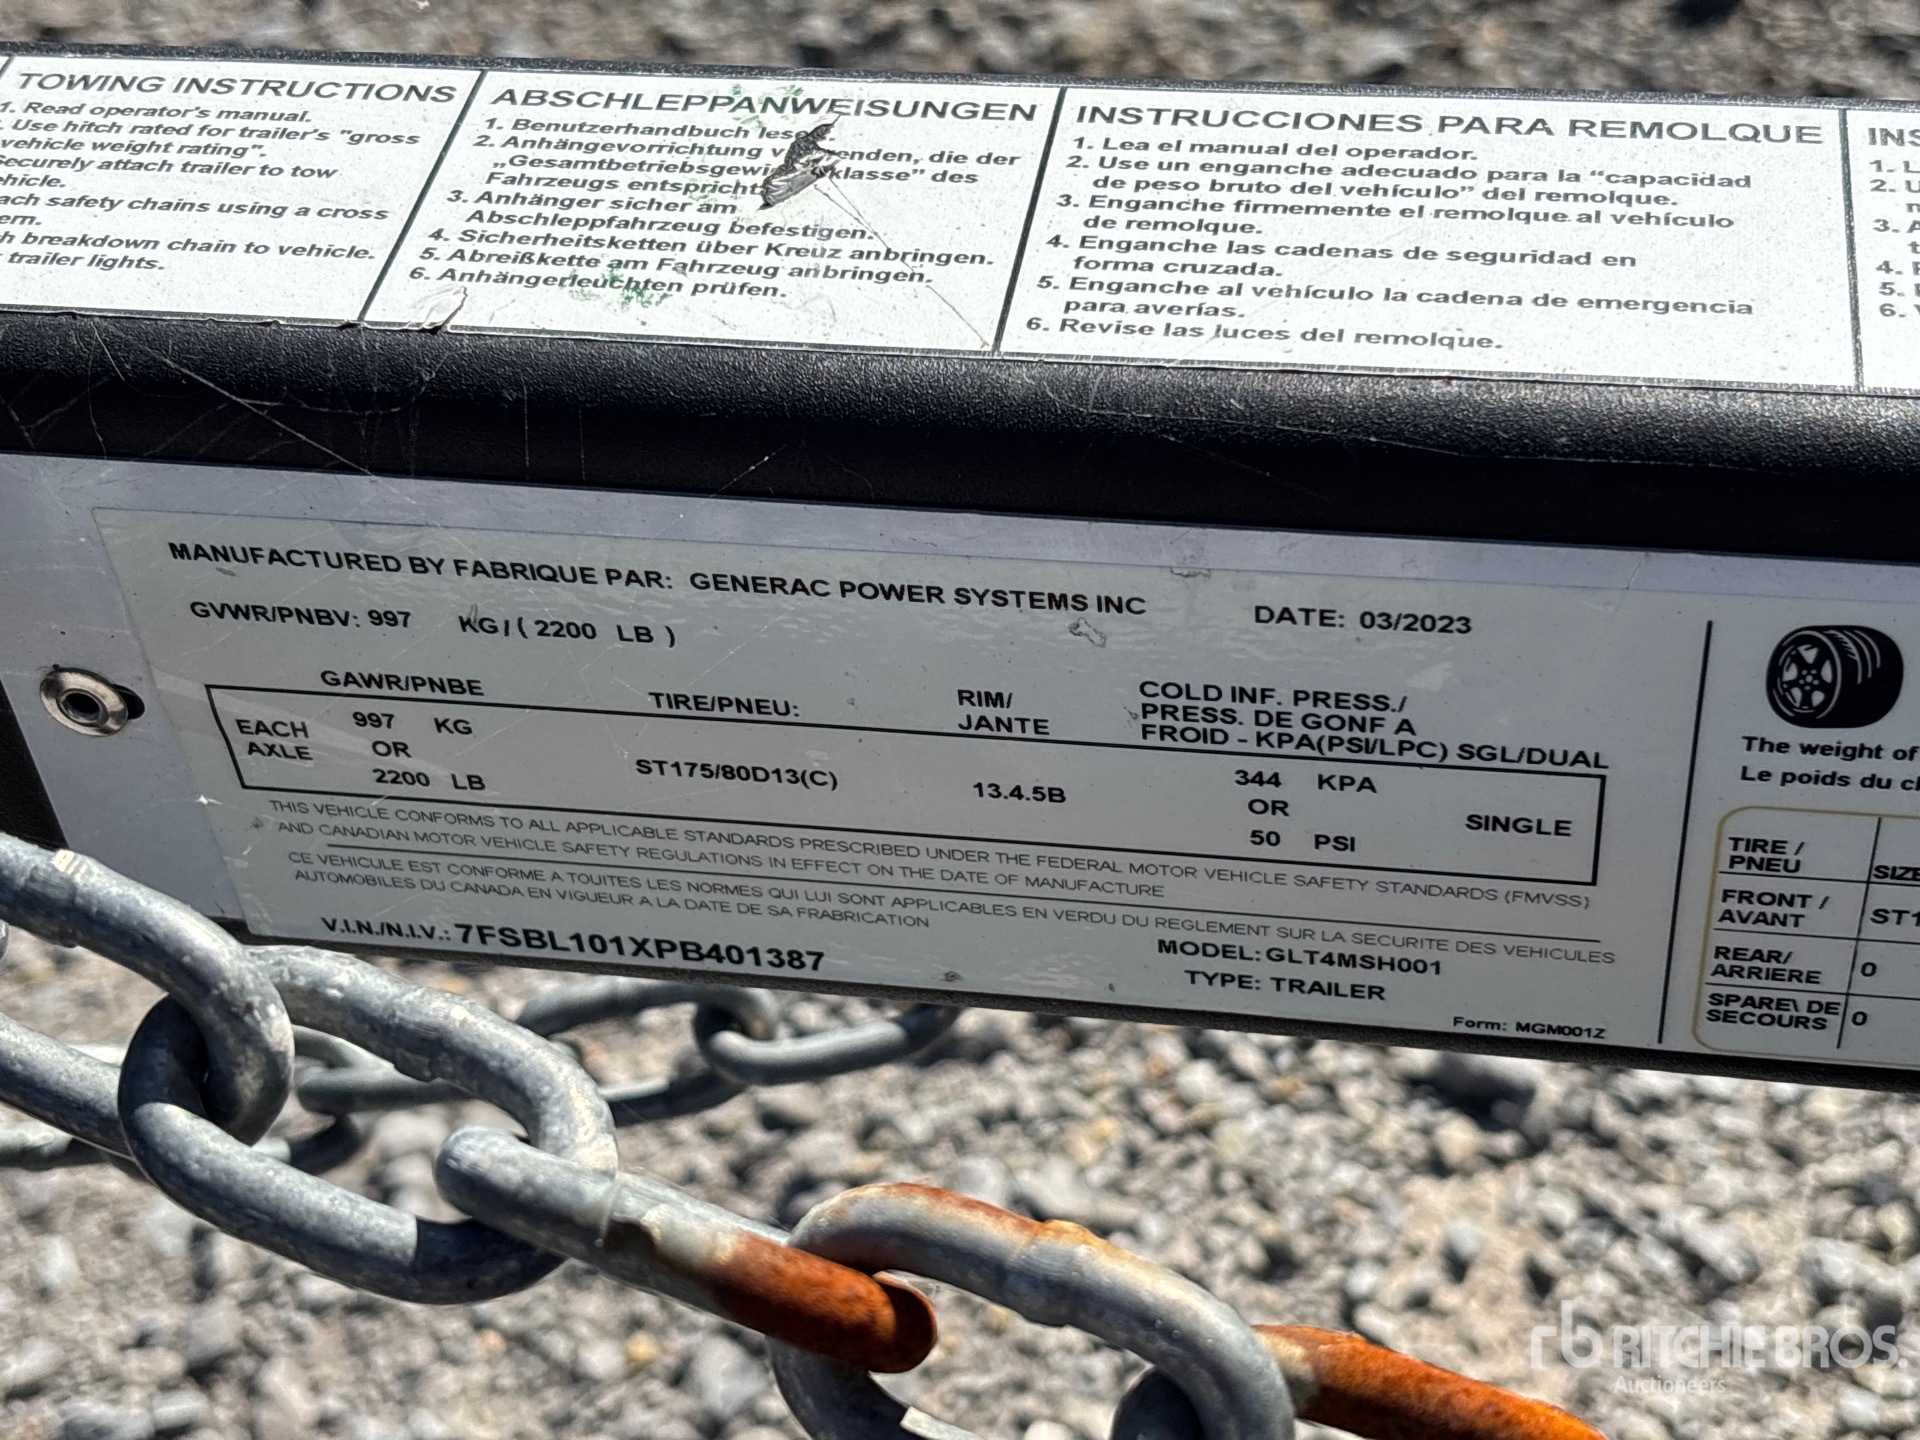 TOWING INSTRUCTIONS
1. Read operator's manual.
Use hitch rated for trailer's "gross
vehicle weight rating".
Securely attach trailer to tow
safety chains using a cross
breakdown chain to vehicle.
trailer lights.
ABSCHLEPPANWEISUNGEN
1. Benutzerhandbuch
2. Anhängevorrichtung die der
des
Fahrzeugs entspricht
3. Anhänger sicher am
Abschleppfahrzeug befestigen.
4. Sicherheitsketten über Kreuz anbringen.
5. Abreißkette am Fahrzeug anbringen.
6. Anhängerleuchten prüfen.
INSTRUCCIONES PARA REMOLQUE
1. Lea el manual del operador.
2. Use un enganche adecuado para la "capacidad
de peso bruto del vehículo" del remolque.
3. Enganche firmemente el remolque al vehículo
de remolque.
4. Enganche las cadenas de seguridad en
forma cruzada.
5. Enganche al vehículo la cadena de emergencia
para averías.
6. Revise las luces del remolque.
INS
1. L
2. U
3. A
4.
5.
6.
MANUFACTURED BY FABRIQUE PAR: GENERAC POWER SYSTEMS INC
DATE: 03/2023
GVWR/PNBV: 997 KG / ( 2200 LB )
GAWR/PNBE
TIRE/PNEU:
RIM/
JANTE
COLD INF. PRESS./
PRESS. DE GONF A
FROID - KPA(PSI/LPC) SGL/DUAL
EACH
AXLE
997 KG
OR
2200 LB
ST175/80D13(C)
13.4.5B
344 KPA
OR
50 PSI
SINGLE
THIS VEHICLE CONFORMS TO ALL APPLICABLE STANDARDS PRESCRIBED UNDER THE FEDERAL MOTOR VEHICLE SAFETY STANDARDS (FMVSS)
AND CANADIAN MOTOR VEHICLE SAFETY REGULATIONS IN EFFECT ON THE DATE OF MANUFACTURE
CE VEHICULE EST CONFORME A TOUITES LES NORMES QUI LUI SONT APPLICABLES EN VERDU DU REGLEMENT SUR LA SECURITE DES VEHICULES
AUTOMOBILES DU CANADA EN VIGUEUR A LA DATE DE SA FRABRICATION
V.I.N./N.I.V.: 7FSBL101XPB401387
MODEL: GLT4MSH001
TYPE: TRAILER
Form: MGM001Z
The weight of
Le poids du
TIRE /
PNEU
SIZE
FRONT /
AVANT
ST1
REAR/
ARRIERE
0
SPARE\ DE
SECOURS
0
rb RITCHIE BROS.
Auctioneers